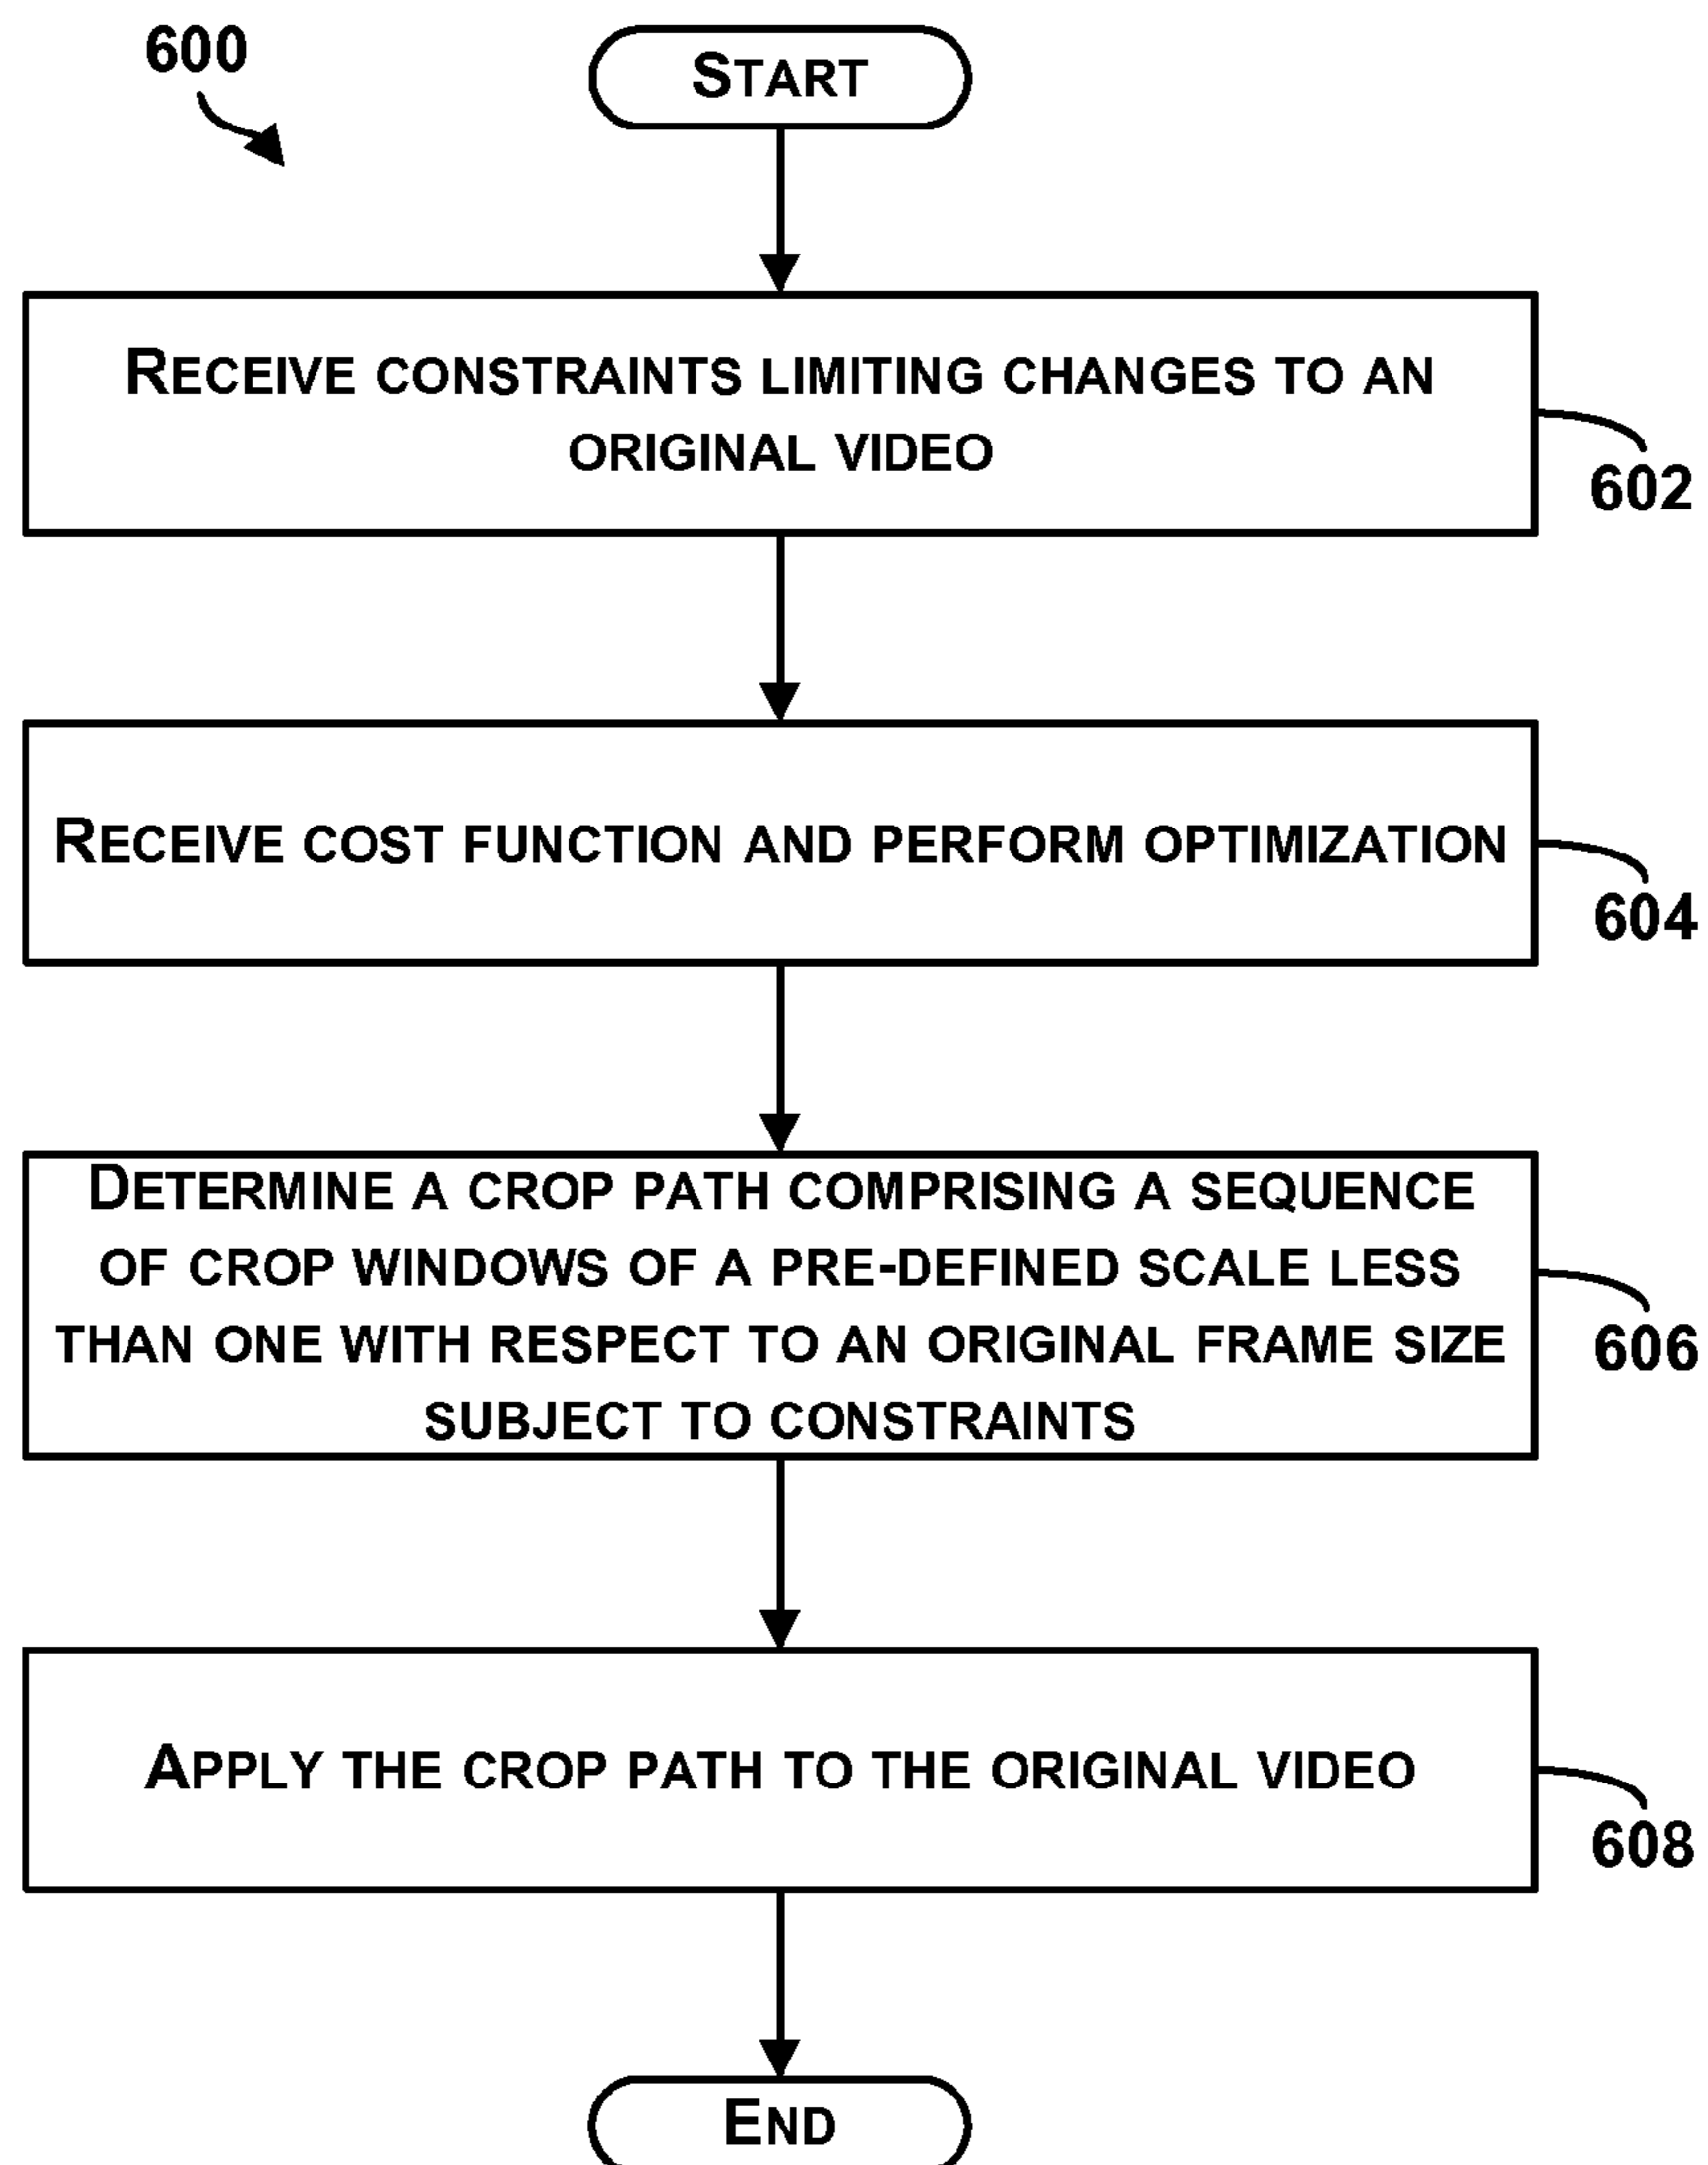 600
START
RECEIVE CONSTRAINTS LIMITING CHANGES TO AN
ORIGINAL VIDEO
602
RECEIVE COST FUNCTION AND PERFORM OPTIMIZATION
604
DETERMINE A CROP PATH COMPRISING A SEQUENCE
OF CROP WINDOWS OF A PRE-DEFINED SCALE LESS
THAN ONE WITH RESPECT TO AN ORIGINAL FRAME SIZE
SUBJECT TO CONSTRAINTS
606
APPLY THE CROP PATH TO THE ORIGINAL VIDEO
608
END